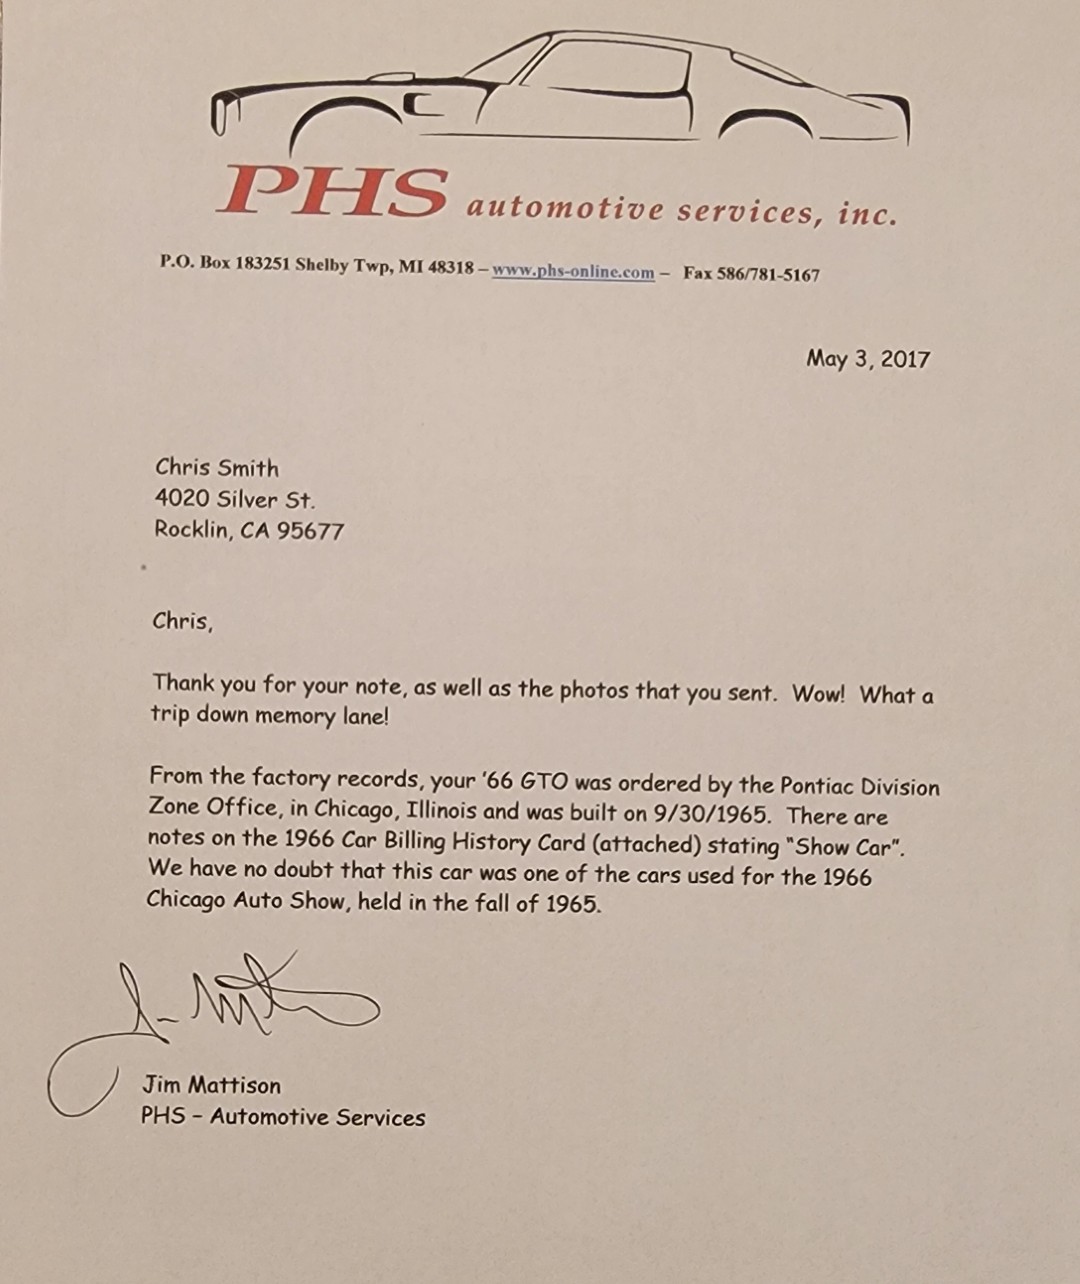 PHS automotive services, inc.
P.O. Box 183251 Shelby Twp, MI 48318 – www.phs-online.com – Fax 586/781-5167
May 3, 2017
Chris Smith
4020 Silver St.
Rocklin, CA 95677
Chris,
Thank you for your note, as well as the photos that you sent. Wow! What a
trip down memory lane!
From the factory records, your '66 GTO was ordered by the Pontiac Division
Zone Office, in Chicago, Illinois and was built on 9/30/1965. There are
notes on the 1966 Car Billing History Card (attached) stating "Show Car".
We have no doubt that this car was one of the cars used for the 1966
Chicago Auto Show, held in the fall of 1965.
Jim Mattison
PHS – Automotive Services